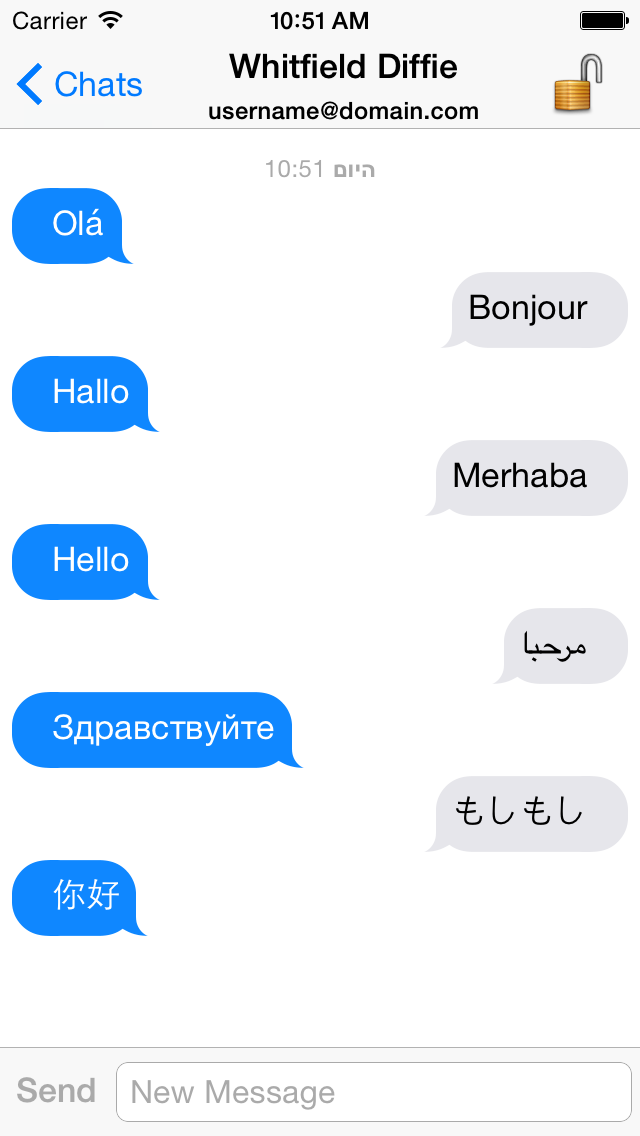 Carrier 10:51 AM
Chats
Whitfield Diffie
username@domain.com
היום 10:51
Olá
Bonjour
Hallo
Merhaba
Hello
مرحبا
Здравствуйте
もしもし
你好
Send
New Message